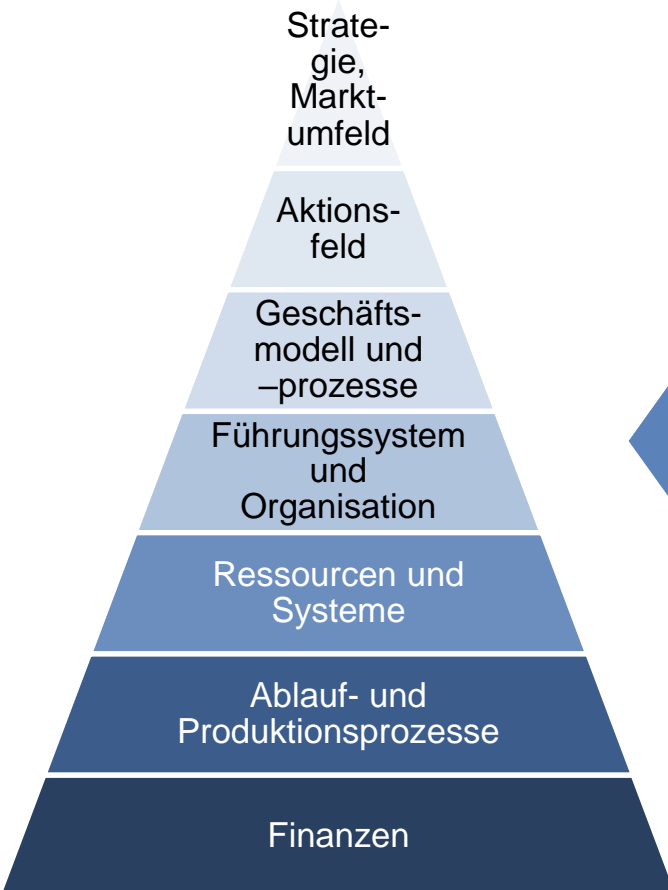 Strate-
gie,
Markt-
umfeld
Aktions-
feld
Geschäfts-
modell und
–prozesse
Führungssystem
und
Organisation
Ressourcen und
Systeme
Ablauf- und
Produktionsprozesse
Finanzen